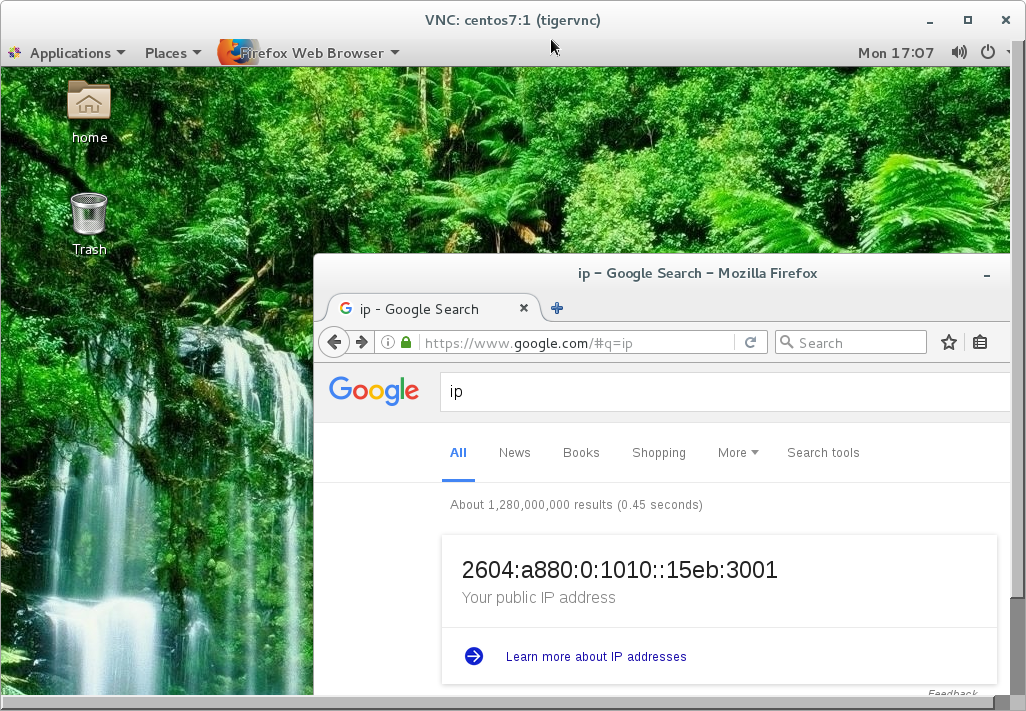 VNC: centos7:1 (tigervnc)
Applications Places Firefox Web Browser Mon 17:07
home
Trash
ip – Google Search – Mozilla Firefox
ip - Google Search
https://www.google.com/#q=ip Search
Google ip
All News Books Shopping More Search tools
About 1,280,000,000 results (0.45 seconds)
2604:a880:0:1010::15eb:3001
Your public IP address
Learn more about IP addresses
Feedback